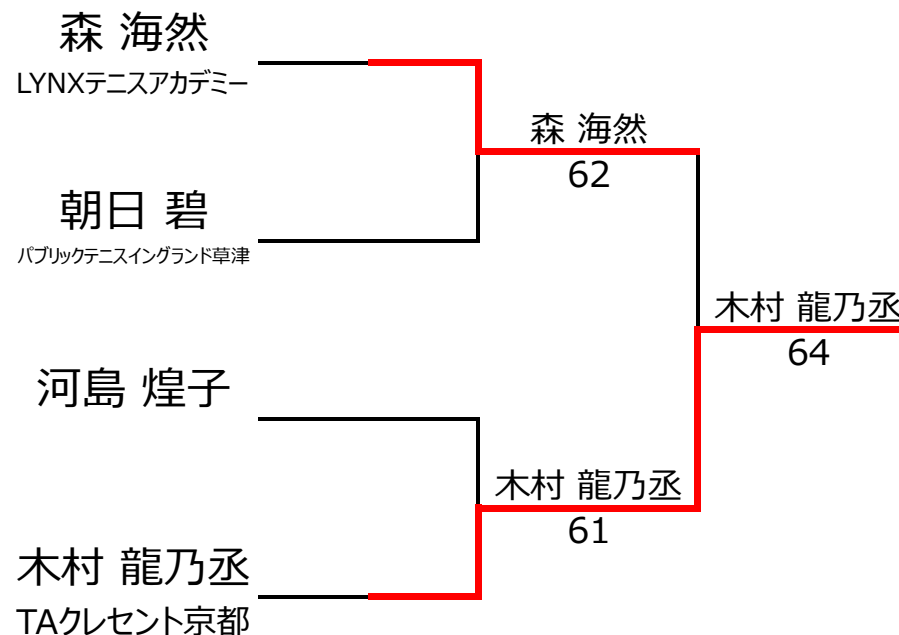 森 海然
LYNXテニスアカデミー
森 海然
62
朝日 碧
パブリックテニスイングランド草津
木村 龍乃丞
64
河島 煌子
木村 龍乃丞
61
木村 龍乃丞
TAクレセント京都